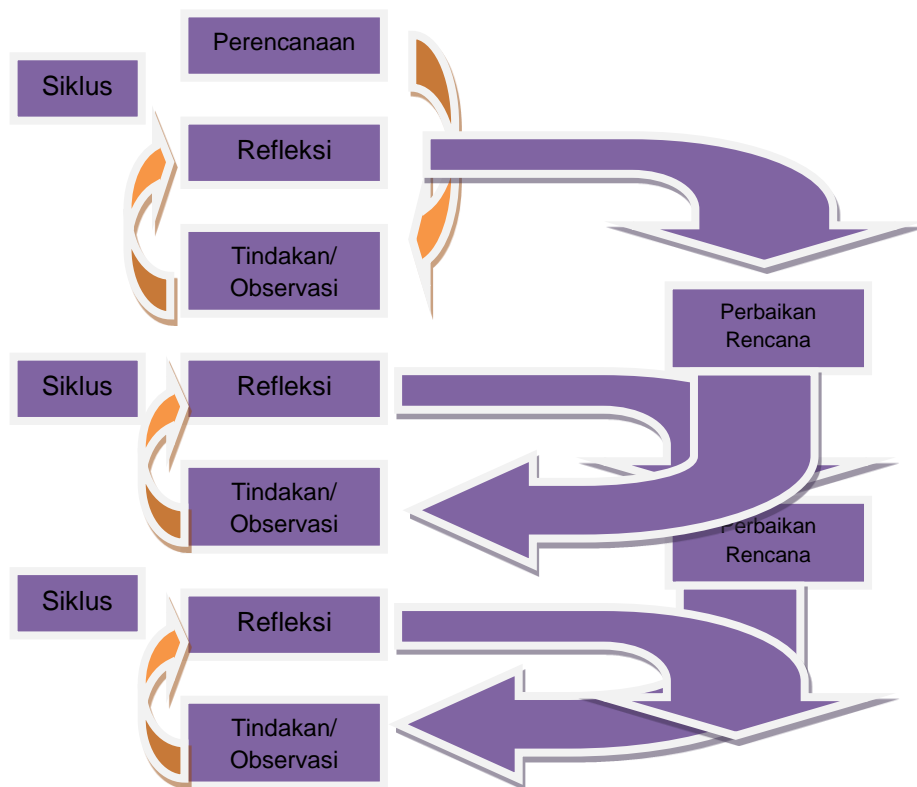 Perencanaan
Siklus
Refleksi
Tindakan/
Observasi
Perbaikan
Rencana
Siklus
Refleksi
Tindakan/
Observasi
Perbaikan
Rencana
Siklus
Refleksi
Tindakan/
Observasi